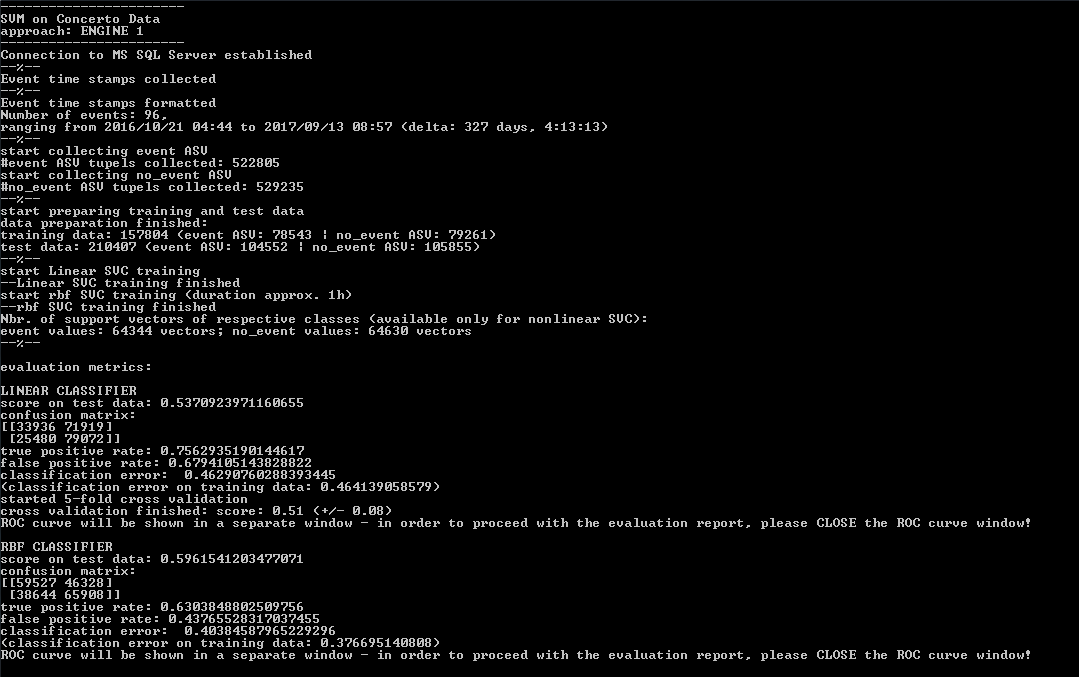 -----------------------
SVM on Concerto Data
approach: ENGINE 1
-----------------------
Connection to MS SQL Server established
--%--
Event time stamps collected
--%--
Event time stamps formatted
Number of events: 96,
ranging from 2016/10/21 04:44 to 2017/09/13 08:57 (delta: 327 days, 4:13:13)
--%--
start collecting event ASV
#event ASV tupels collected: 522805
start collecting no_event ASV
#no_event ASV tupels collected: 529235
--%--
start preparing training and test data
data preparation finished:
training data: 157804 (event ASV: 78543 | no_event ASV: 79261)
test data: 210407 (event ASV: 104552 | no_event ASV: 105855)
--%--
start Linear SVC training
--Linear SVC training finished
start rbf SVC training (duration approx. 1h)
--rbf SVC training finished
Nbr. of support vectors of respective classes (available only for nonlinear SVC):
event values: 64344 vectors; no_event values: 64630 vectors
--%--
evaluation metrics:
LINEAR CLASSIFIER
score on test data: 0.5370923971160655
confusion matrix:
[[33936 71919]
 [25480 79072]]
true positive rate: 0.7562935190144617
false positive rate: 0.6794105143828822
classification error:  0.46290760288393445
(classification error on training data: 0.464139058579)
started 5-fold cross validation
cross validation finished: score: 0.51 (+/- 0.08)
ROC curve will be shown in a separate window - in order to proceed with the evaluation report, please CLOSE the ROC curve window!
RBF CLASSIFIER
score on test data: 0.5961541203477071
confusion matrix:
[[59527 46328]
 [38644 65908]]
true positive rate: 0.6303848802509756
false positive rate: 0.43765528317037455
classification error:  0.40384587965229296
(classification error on training data: 0.376695140808)
ROC curve will be shown in a separate window - in order to proceed with the evaluation report, please CLOSE the ROC curve window!